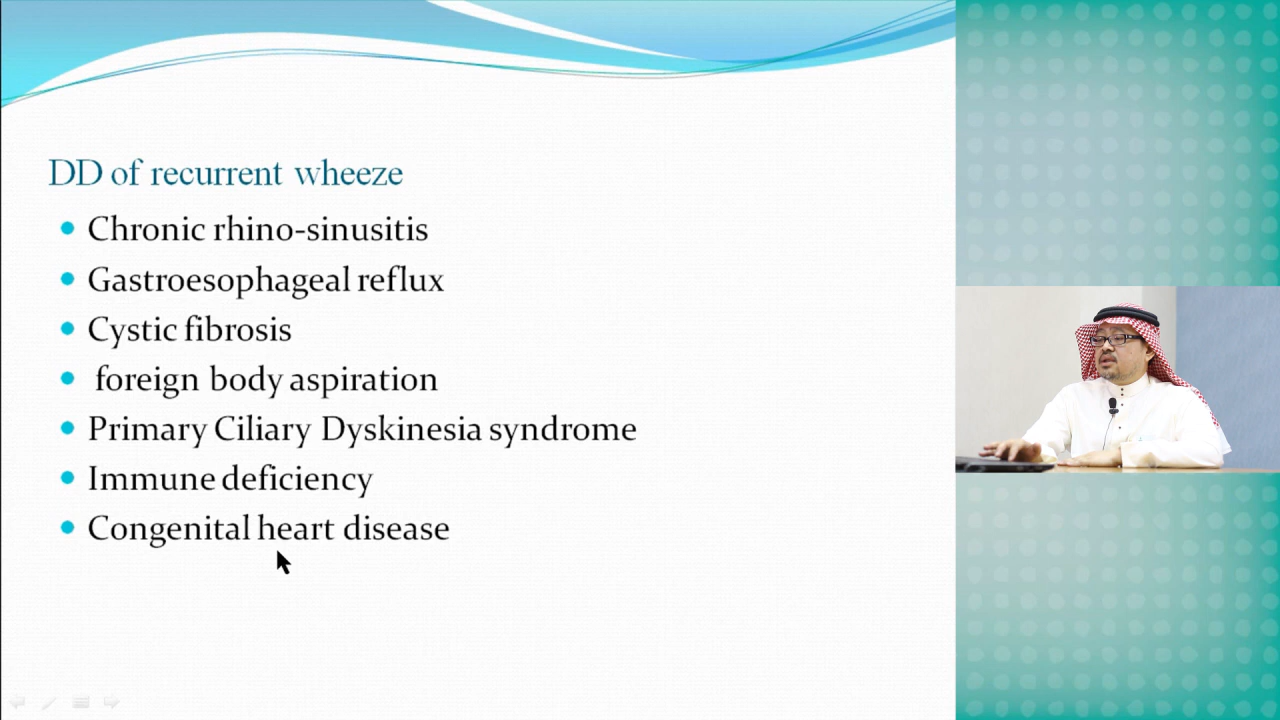 DD of recurrent wheeze
Chronic rhino-sinusitis
Gastroesophageal reflux
Cystic fibrosis
foreign body aspiration
Primary Ciliary Dyskinesia syndrome
Immune deficiency
Congenital heart disease